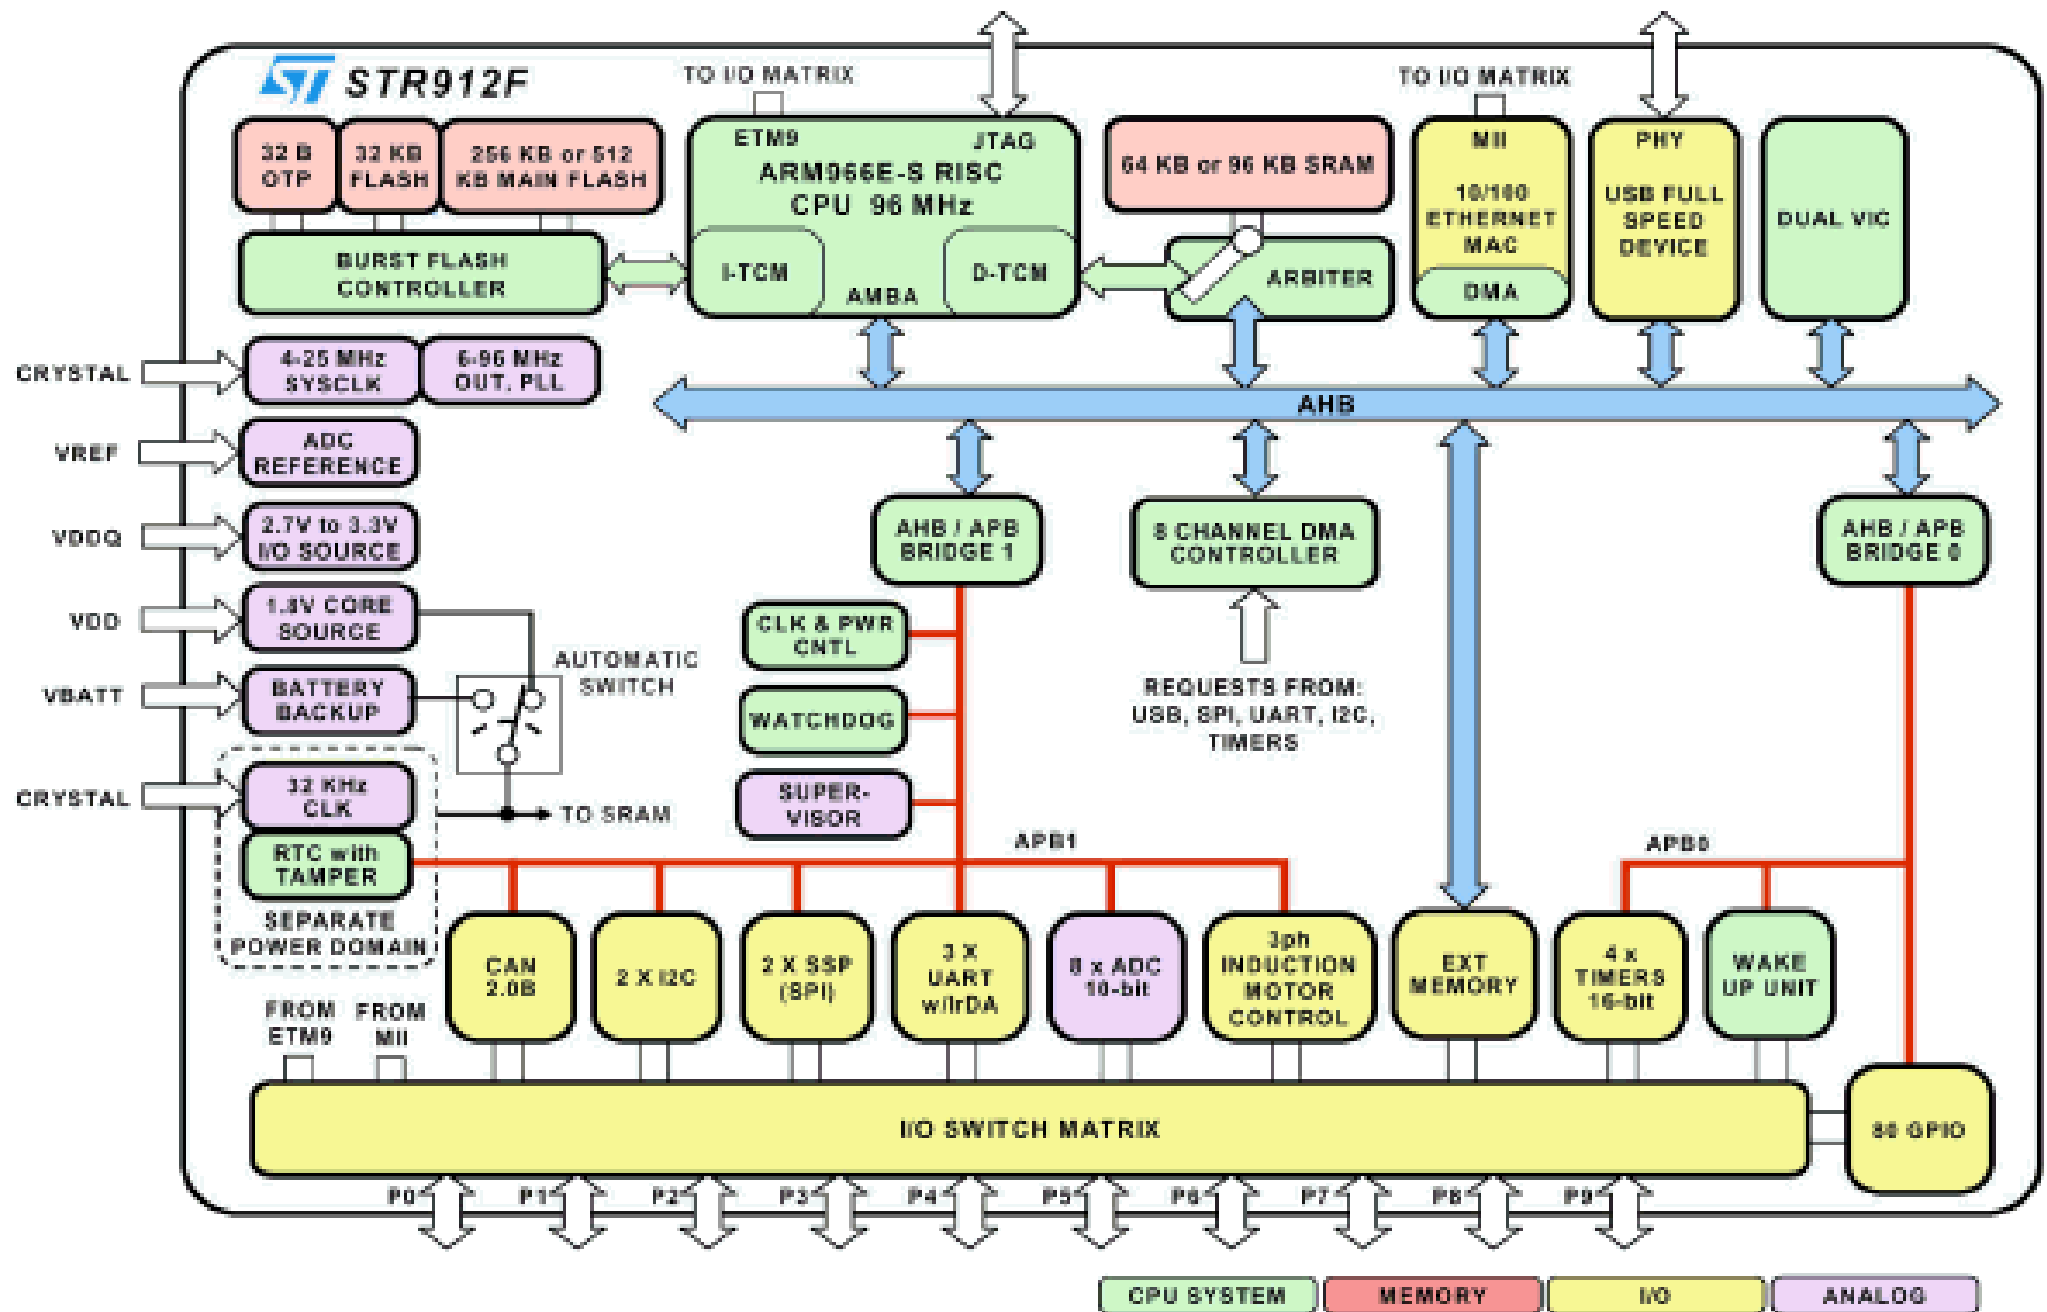 ST STR912F
TO I/O MATRIX
TO I/O MATRIX
32 B
OTP
32 KB
FLASH
256 KB or 512
KB MAIN FLASH
ETM9
JTAG
ARM966E-S RISC
CPU 96 MHz
I-TCM
D-TCM
AMBA
64 KB or 96 KB SRAM
ARBITER
MII
10/100
ETHERNET
MAC
DMA
PHY
USB FULL
SPEED
DEVICE
DUAL VIC
BURST FLASH
CONTROLLER
CRYSTAL
4-25 MHz
SYSCLK
6-96 MHz
OUT. PLL
AHB
VREF
ADC
REFERENCE
VDDQ
2.7V to 3.3V
I/O SOURCE
AHB / APB
BRIDGE 1
8 CHANNEL DMA
CONTROLLER
AHB / APB
BRIDGE 0
VDD
1.8V CORE
SOURCE
CLK & PWR
CNTL
AUTOMATIC
SWITCH
VBATT
BATTERY
BACKUP
WATCHDOG
REQUESTS FROM:
USB, SPI, UART, I2C,
TIMERS
CRYSTAL
32 KHz
CLK
TO SRAM
SUPER-
VISOR
RTC with
TAMPER
APB1
APB0
SEPARATE
POWER DOMAIN
CAN
2.0B
2 X I2C
2 X SSP
(SPI)
3 X
UART
w/IrDA
8 x ADC
10-bit
3ph
INDUCTION
MOTOR
CONTROL
EXT
MEMORY
4 x
TIMERS
16-bit
WAKE
UP UNIT
FROM
ETM9
FROM
MII
I/O SWITCH MATRIX
80 GPIO
P0
P1
P2
P3
P4
P5
P6
P7
P8
P9
CPU SYSTEM
MEMORY
I/O
ANALOG